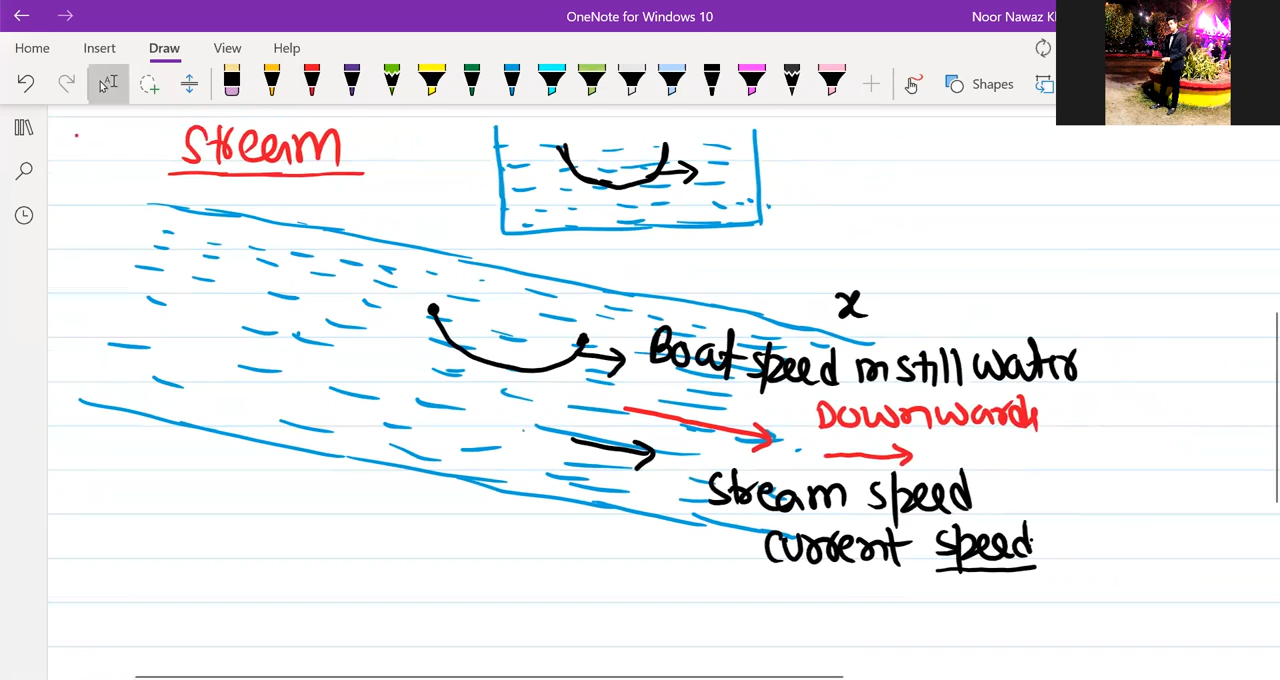 OneNote for Windows 10
Noor Nawaz Kh
Home Insert Draw View Help
Shapes
Stream
x
Boat speed in still water
Downwards
Stream speed
current speed